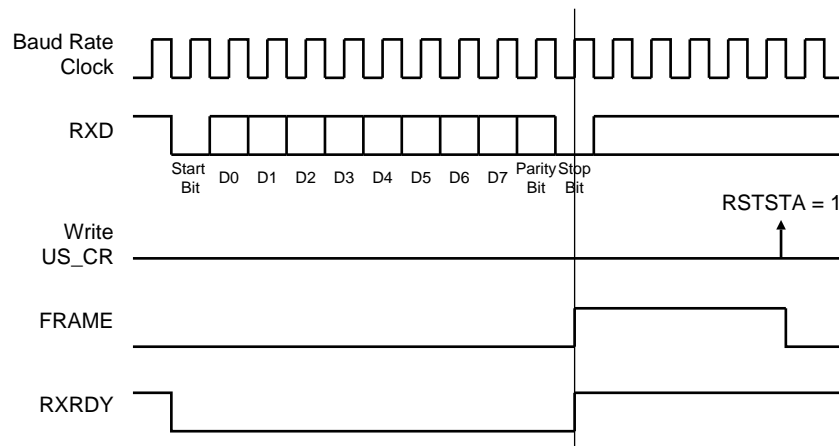 Baud Rate
Clock
RXD
Start
Bit
D0 D1 D2 D3 D4 D5 D6 D7
Parity
Bit
Stop
Bit
RSTSTA = 1
Write
US_CR
FRAME
RXRDY